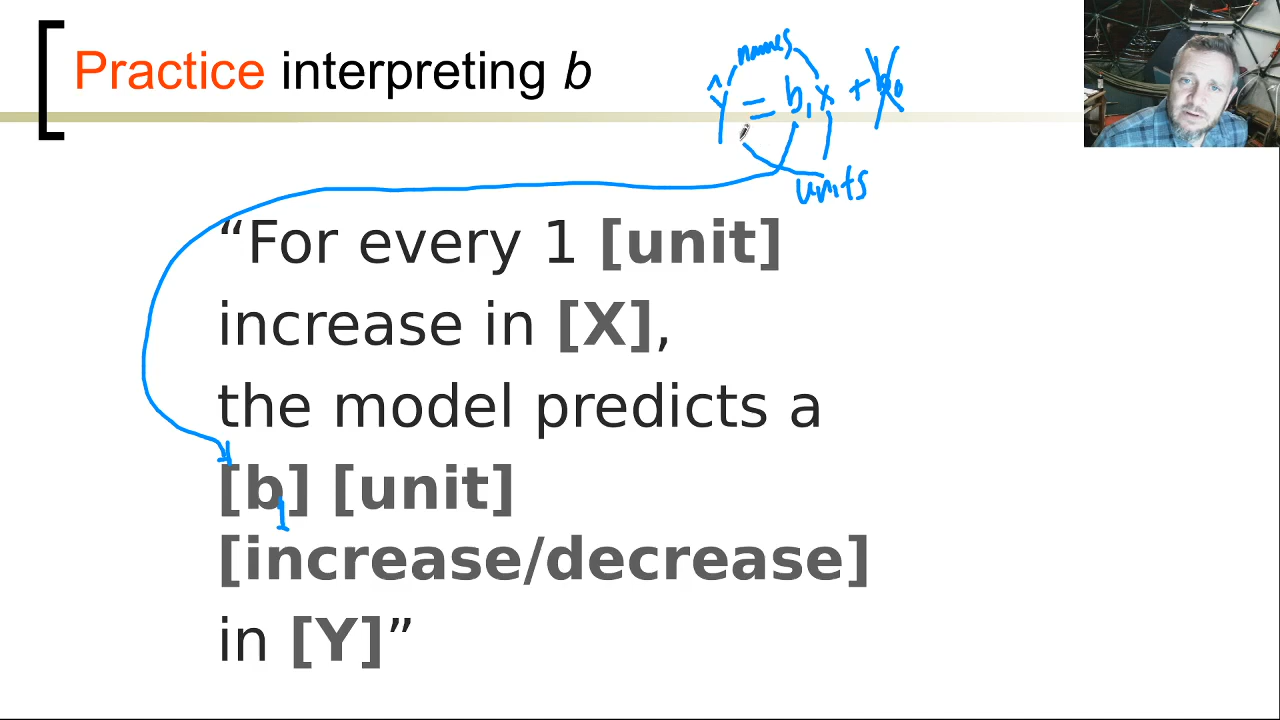 Practice interpreting b
names
ŷ = b₁x + b₀
units
“For every 1 [unit]
increase in [X],
the model predicts a
[b₁] [unit]
[increase/decrease]
in [Y]”